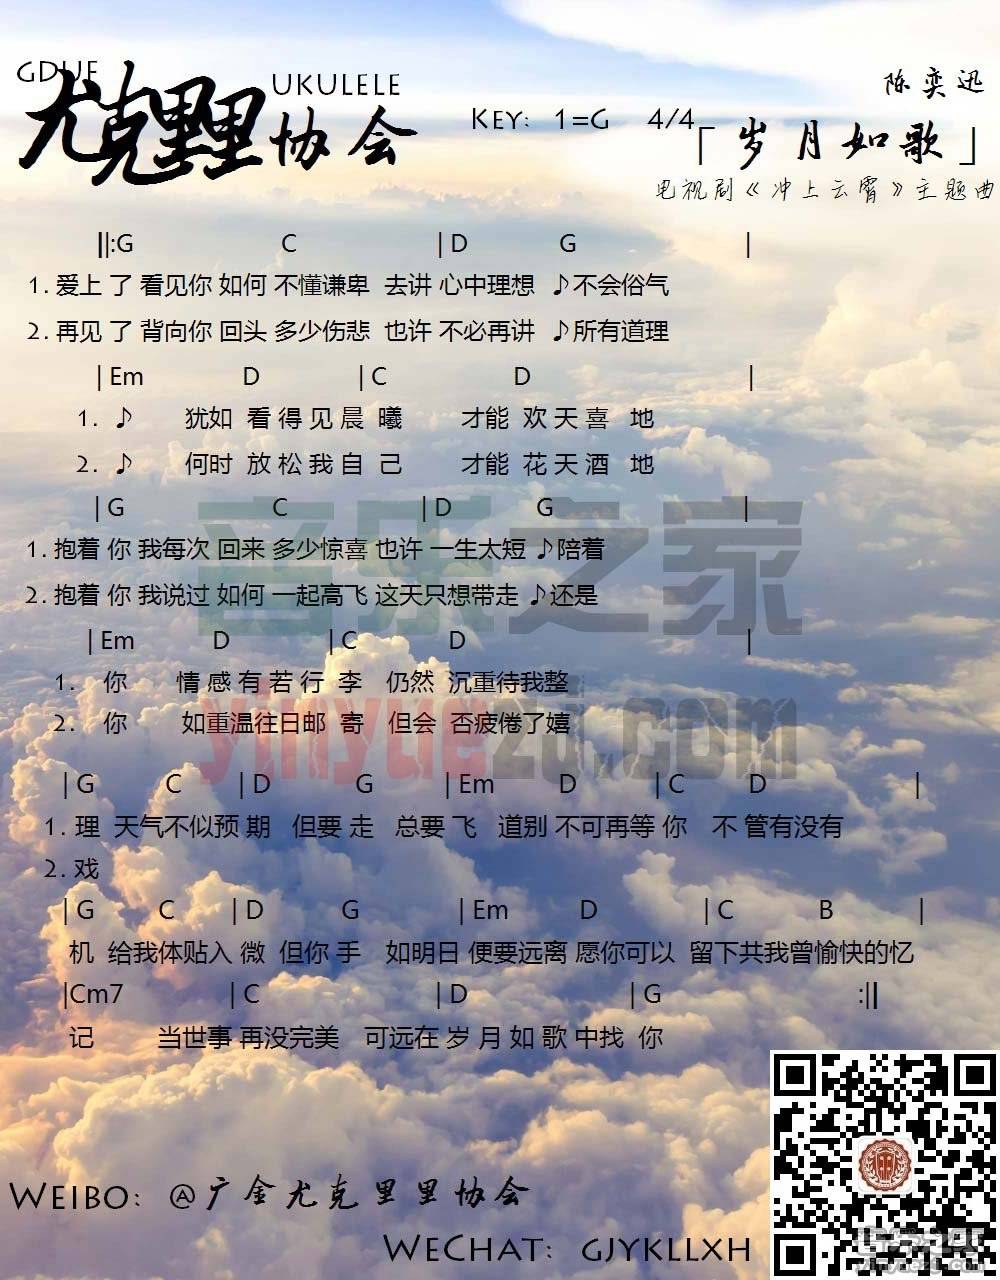 GDUF
尤克里里协会
UKULELE
Key: 1=G 4/4
陈奕迅
「岁月如歌」
电视剧《冲上云霄》主题曲
||:G C | D G |
1. 爱上 了 看见你 如何 不懂谦卑 去讲 心中理想 ♪不会俗气
2. 再见 了 背向你 回头 多少伤悲 也许 不必再讲 ♪所有道理
| Em D | C D |
1. ♪ 犹如 看 得 见 晨 曦 才能 欢 天 喜 地
2. ♪ 何时 放 松 我 自 己 才能 花 天 酒 地
| G C | D G |
1. 抱着 你 我每次 回来 多少惊喜 也许 一生太短 ♪陪着
2. 抱着 你 我说过 如何 一起高飞 这天只想带走 ♪还是
| Em D | C D |
1. 你 情 感 有 若 行 李 仍然 沉重待我整
2. 你 如重温往日邮 寄 但会 否疲倦了嬉
| G C | D G | Em D | C D |
1. 理 天气不似预 期 但要 走 总要 飞 道别 不可再等 你 不 管有没有
2. 戏
| G C | D G | Em D | C B |
机 给我体贴入 微 但你 手 如明日 便要远离 愿你可以 留下共我曾愉快的忆
|Cm7 | C | D | G :||
记 当世事 再没完美 可远在 岁 月 如 歌 中找 你
Weibo: @广金尤克里里协会
WeChat: gjykllxh
音乐之家
yinyuezj.com